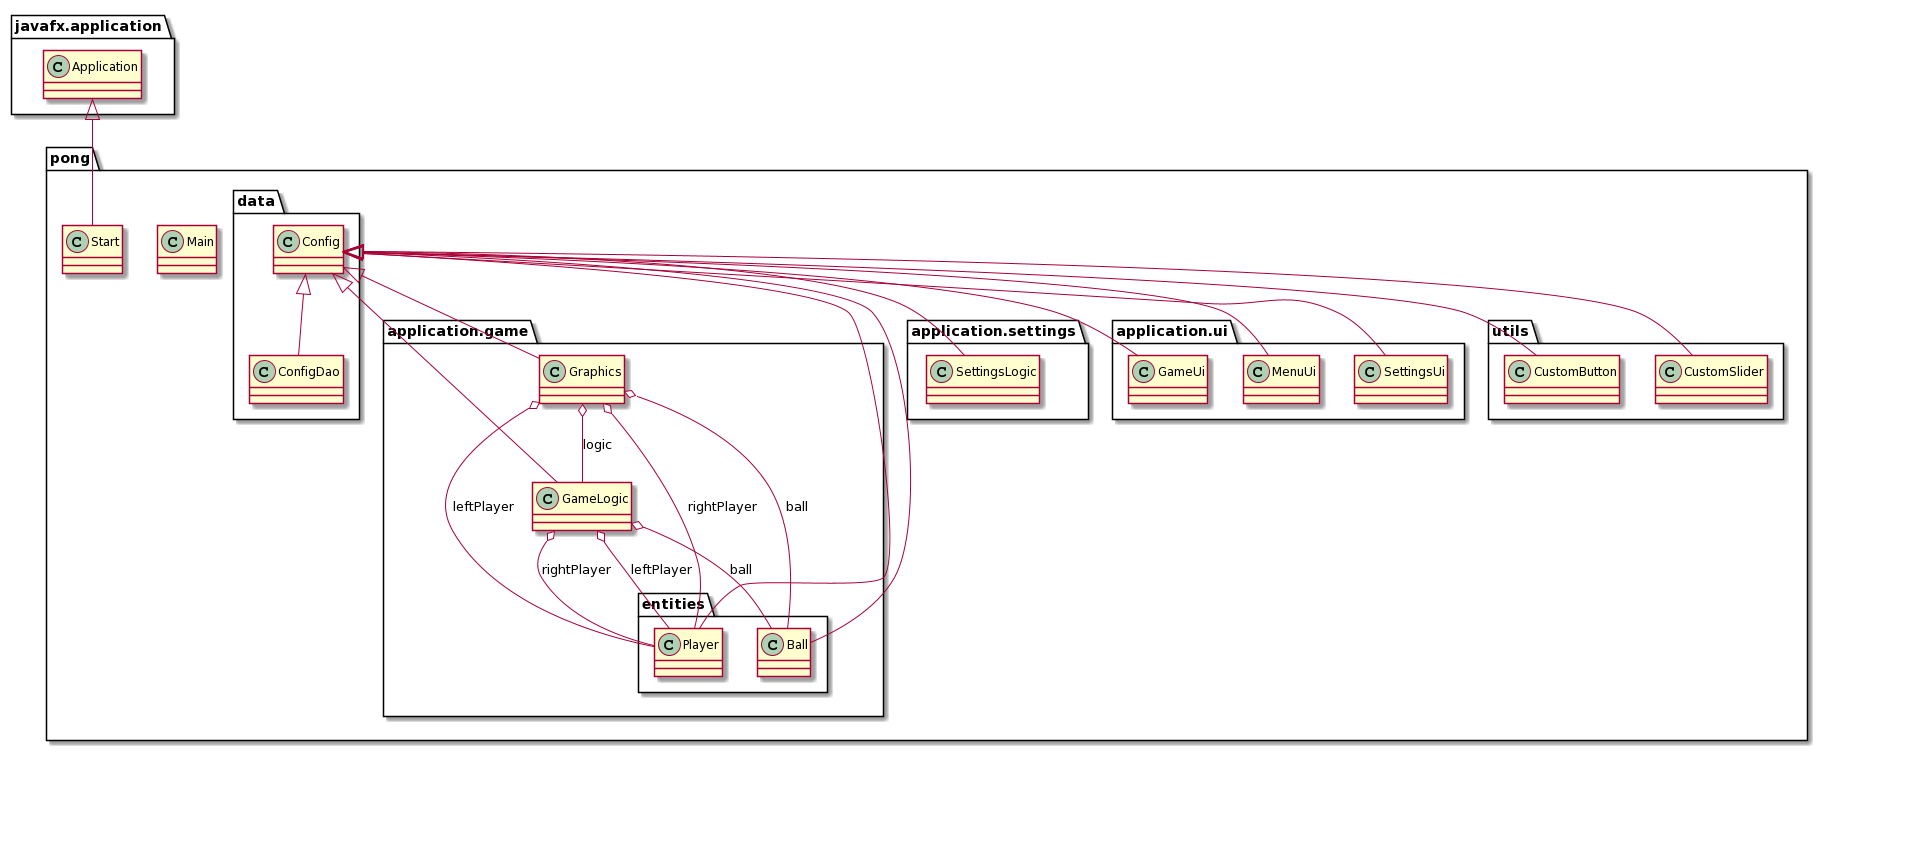 javafx.application
C Application
pong
data
C Start
C Main
C Config
application.game
application.settings
application.ui
utils
C ConfigDao
C Graphics
C SettingsLogic
C GameUi
C MenuUi
C SettingsUi
C CustomButton
C CustomSlider
logic
C GameLogic
leftPlayer
rightPlayer
ball
rightPlayer
leftPlayer
ball
entities
C Player
C Ball